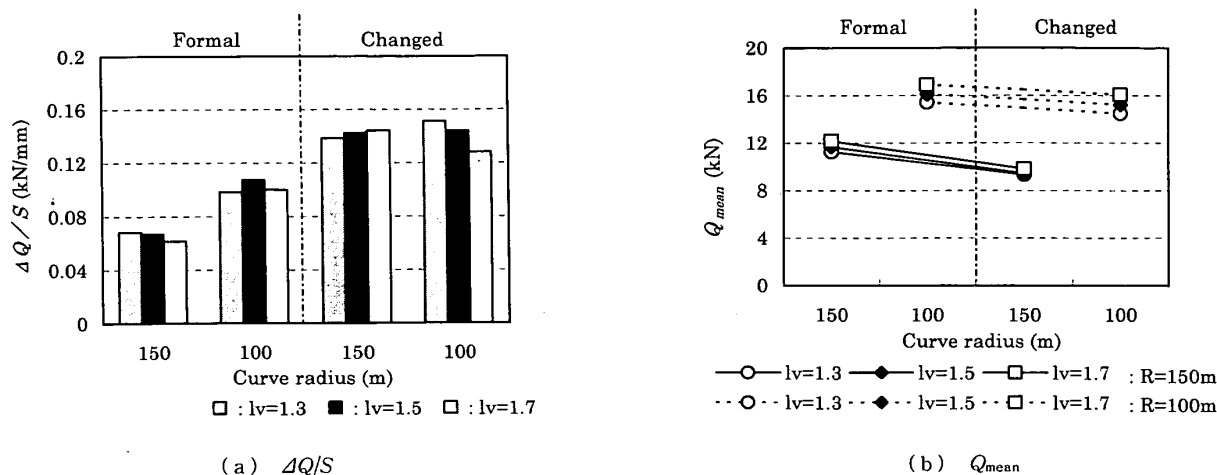 Formal Changed
0.2
0.16
0.12
0.08
0.04
0
ΔQ/S (kN/mm)
150 100 150 100
Curve radius (m)
: lv=1.3 : lv=1.5 : lv=1.7
(a) ΔQ/S
Formal Changed
20
16
12
8
4
0
Qmean (kN)
150 100 150 100
Curve radius (m)
lv=1.3 lv=1.5 lv=1.7 : R=150m
lv=1.3 lv=1.5 lv=1.7 : R=100m
(b) Qmean